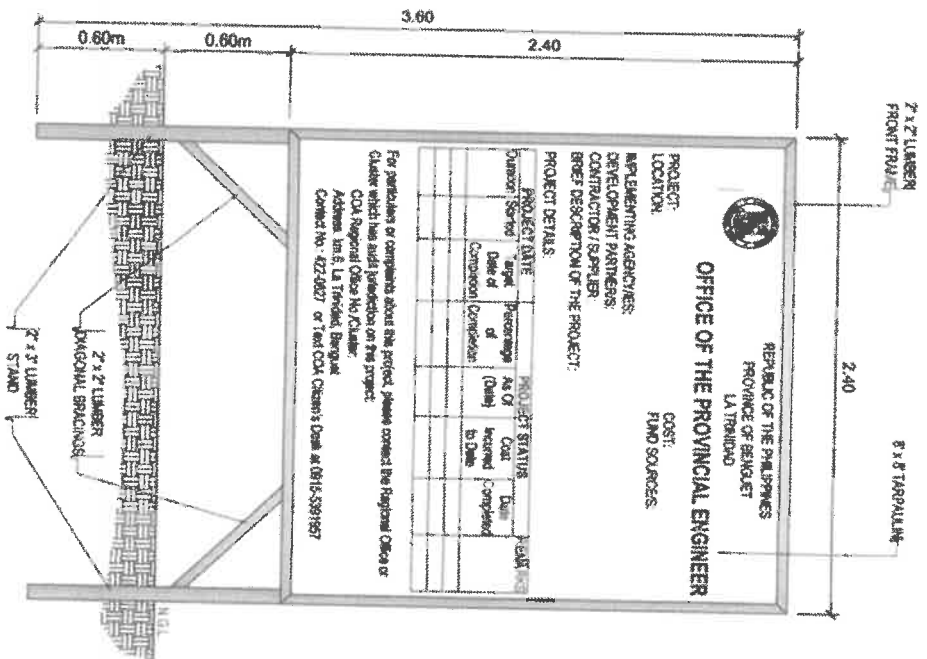 3.60
0.60m
0.60m
2.40
2" x 2" LUMBER
FRONT FRAME
2.40
8' x 8' TARPAULINE
REPUBLIC OF THE PHILIPPINES
PROVINCE OF BENGUET
LA TRINIDAD
OFFICE OF THE PROVINCIAL ENGINEER
PROJECT:
LOCATION:
COST:
FUND SOURCE/S:
IMPLEMENTING AGENCY/IES:
DEVELOPMENT PARTNER/S:
CONTRACTOR / SUPPLIER:
BRIEF DESCRIPTION OF THE PROJECT:
PROJECT DETAILS:
PROJECT DATE
PROJECT STATUS
Duration
Started
Target Date of Completion
Percentage of Completion
As Of (Date)
Cost Incurred to Date
Date Completed
For particulars or complaints about this project, please contact the Regional Office or
Cluster which has audit jurisdiction on this project:
COA Regional Office No./Cluster:
Address: km 6, La Trinidad, Benguet
Contact No.: 422-0627 or Text COA Citizen's Desk at 0915-5391957
NGL
2" x 2" LUMBER
DIAGONAL BRACINGS
2" x 3" LUMBER
STAND